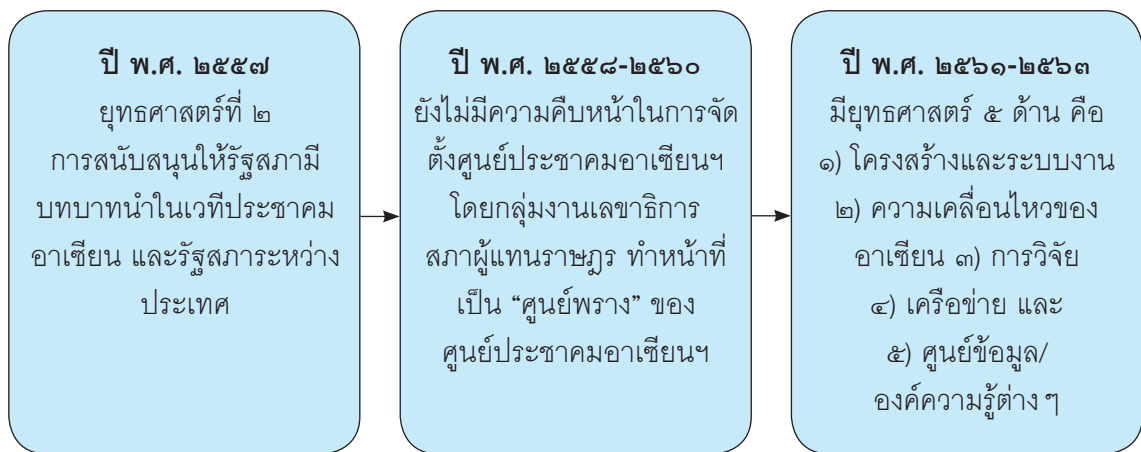 ปี พ.ศ. ๒๕๕๗
ยุทธศาสตร์ที่ ๒
การสนับสนุนให้รัฐสภามี
บทบาทนำในเวทีประชาคม
อาเซียน และรัฐสภาระหว่าง
ประเทศ
ปี พ.ศ. ๒๕๕๘-๒๕๖๐
ยังไม่มีความคืบหน้าในการจัด
ตั้งศูนย์ประชาคมอาเซียนฯ
โดยกลุ่มงานเลขาธิการ
สภาผู้แทนราษฎร ทำหน้าที่
เป็น “ศูนย์พราง” ของ
ศูนย์ประชาคมอาเซียนฯ
ปี พ.ศ. ๒๕๖๑-๒๕๖๓
มียุทธศาสตร์ ๕ ด้าน คือ
๑) โครงสร้างและระบบงาน
๒) ความเคลื่อนไหวของ
อาเซียน ๓) การวิจัย
๔) เครือข่าย และ
๕) ศูนย์ข้อมูล/
องค์ความรู้ต่าง ๆ